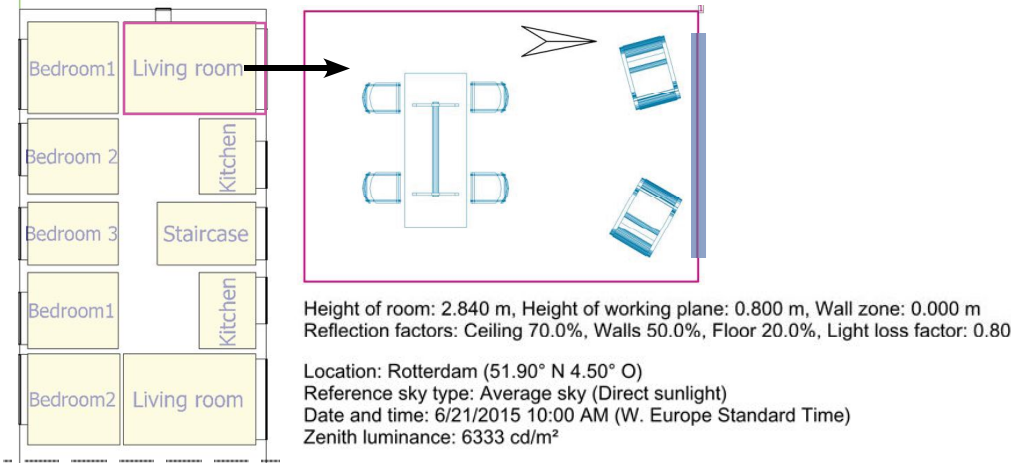 Bedroom1 Living room
Bedroom 2 Kitchen
Bedroom 3 Staircase
Bedroom1 Kitchen
Bedroom2 Living room
1
Height of room: 2.840 m, Height of working plane: 0.800 m, Wall zone: 0.000 m
Reflection factors: Ceiling 70.0%, Walls 50.0%, Floor 20.0%, Light loss factor: 0.80
Location: Rotterdam (51.90° N 4.50° O)
Reference sky type: Average sky (Direct sunlight)
Date and time: 6/21/2015 10:00 AM (W. Europe Standard Time)
Zenith luminance: 6333 cd/m²